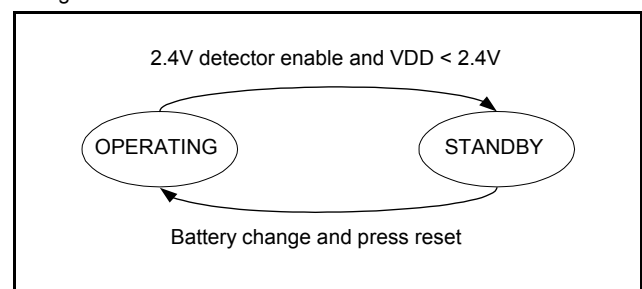 2.4V detector enable and VDD < 2.4V
OPERATING
STANDBY
Battery change and press reset